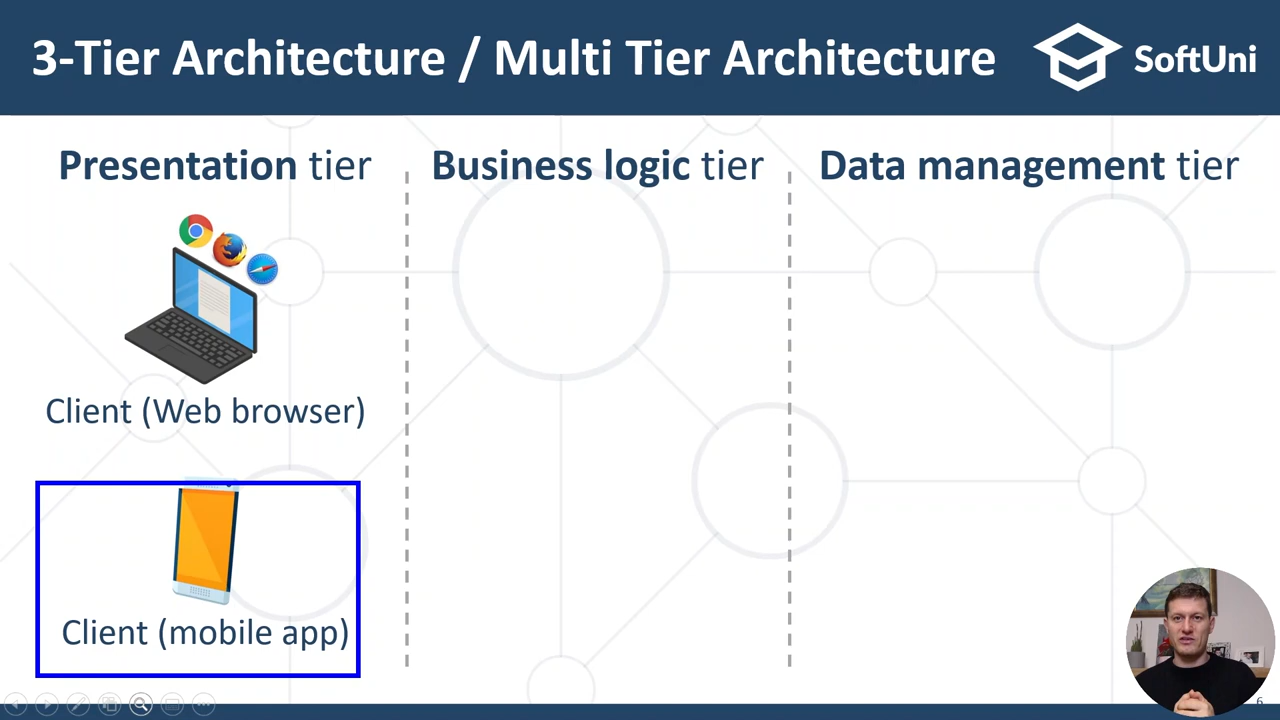 3-Tier Architecture / Multi Tier Architecture
SoftUni
Presentation tier
Business logic tier
Data management tier
Client (Web browser)
Client (mobile app)
6